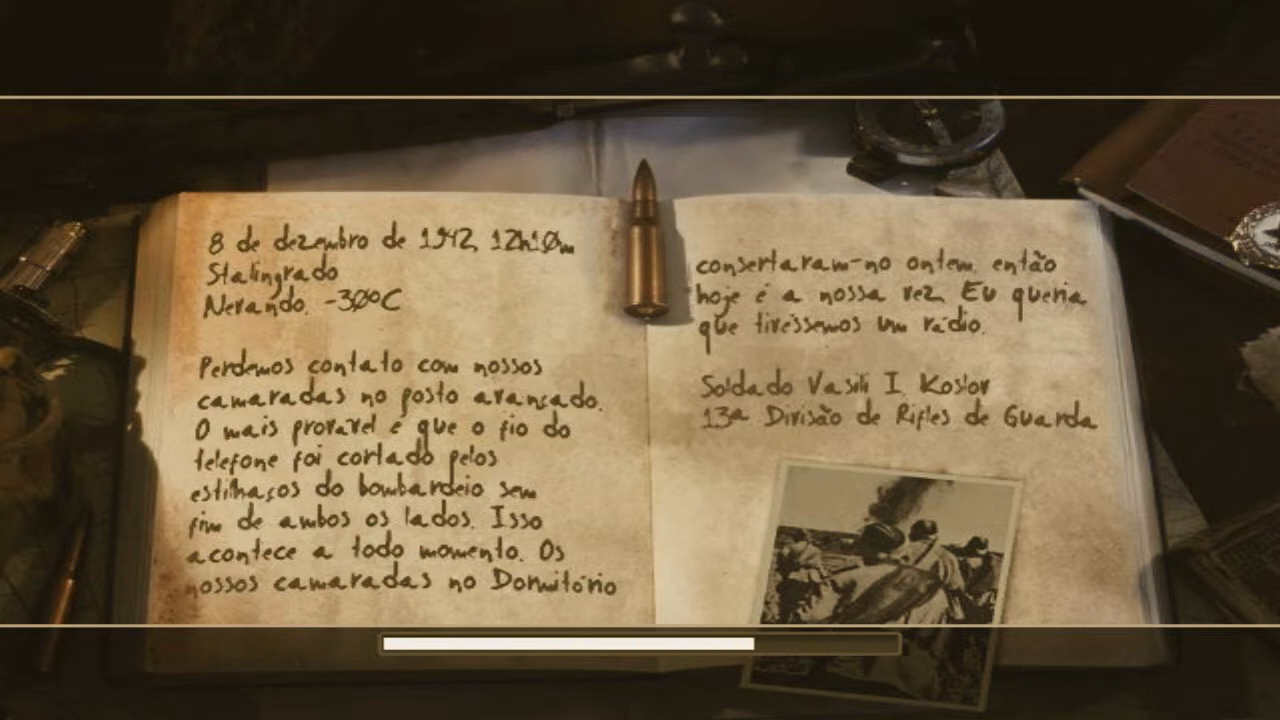 8 de dezembro de 1942, 12h10m
Stalingrado
Nevando. -30ºC
Perdemos contato com nossos
camaradas no posto avançado.
O mais provável é que o fio do
telefone foi cortado pelos
estilhaços do bombardeio sem
fim de ambos os lados. Isso
acontece a todo momento. Os
nossos camaradas no Dormitório
consertaram-no ontem, então
hoje é a nossa vez. Eu queria
que tivéssemos um rádio.
Soldado Vasili I. Koslov
13ª Divisão de Rifles de Guarda